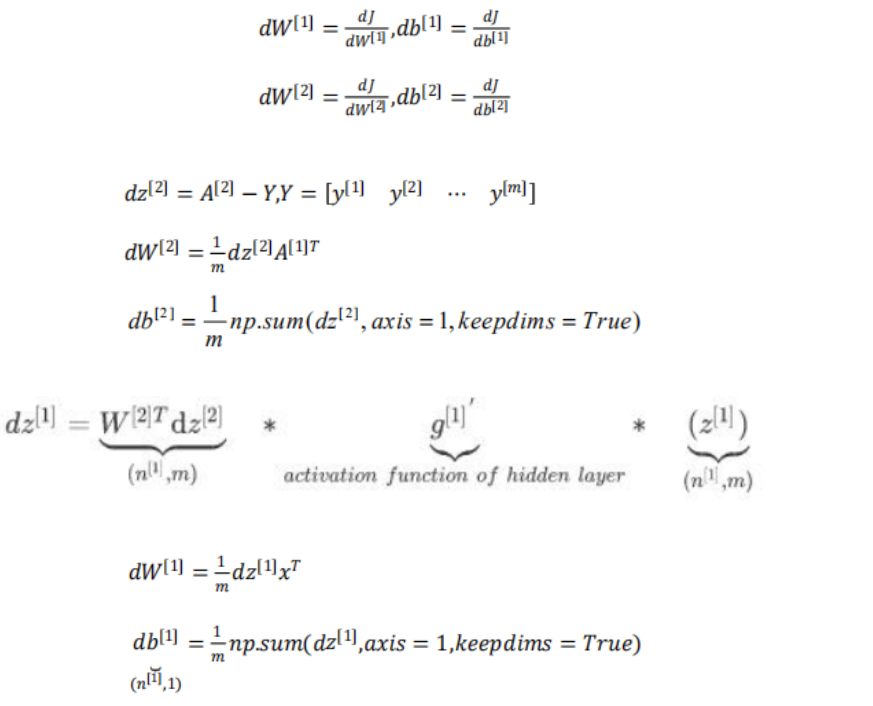 dW^[1] = dJ/dW^[1] ,db^[1] = dJ/db^[1]
dW^[2] = dJ/dW^[2] ,db^[2] = dJ/db^[2]
dz^[2] = A^[2] − Y,Y = [y^[1] y^[2] ⋯ y^[m]]
dW^[2] = 1/m dz^[2]A^[1]T
db^[2] = 1/m np.sum(dz^[2], axis = 1, keepdims = True)
dz^[1] = W^[2]T dz^[2] * g^[1]′ * (z^[1])
(n^[1],m) activation function of hidden layer (n^[1],m)
dW^[1] = 1/m dz^[1]x^T
db^[1] = 1/m np.sum(dz^[1],axis = 1,keepdims = True)
(n^[1],1)